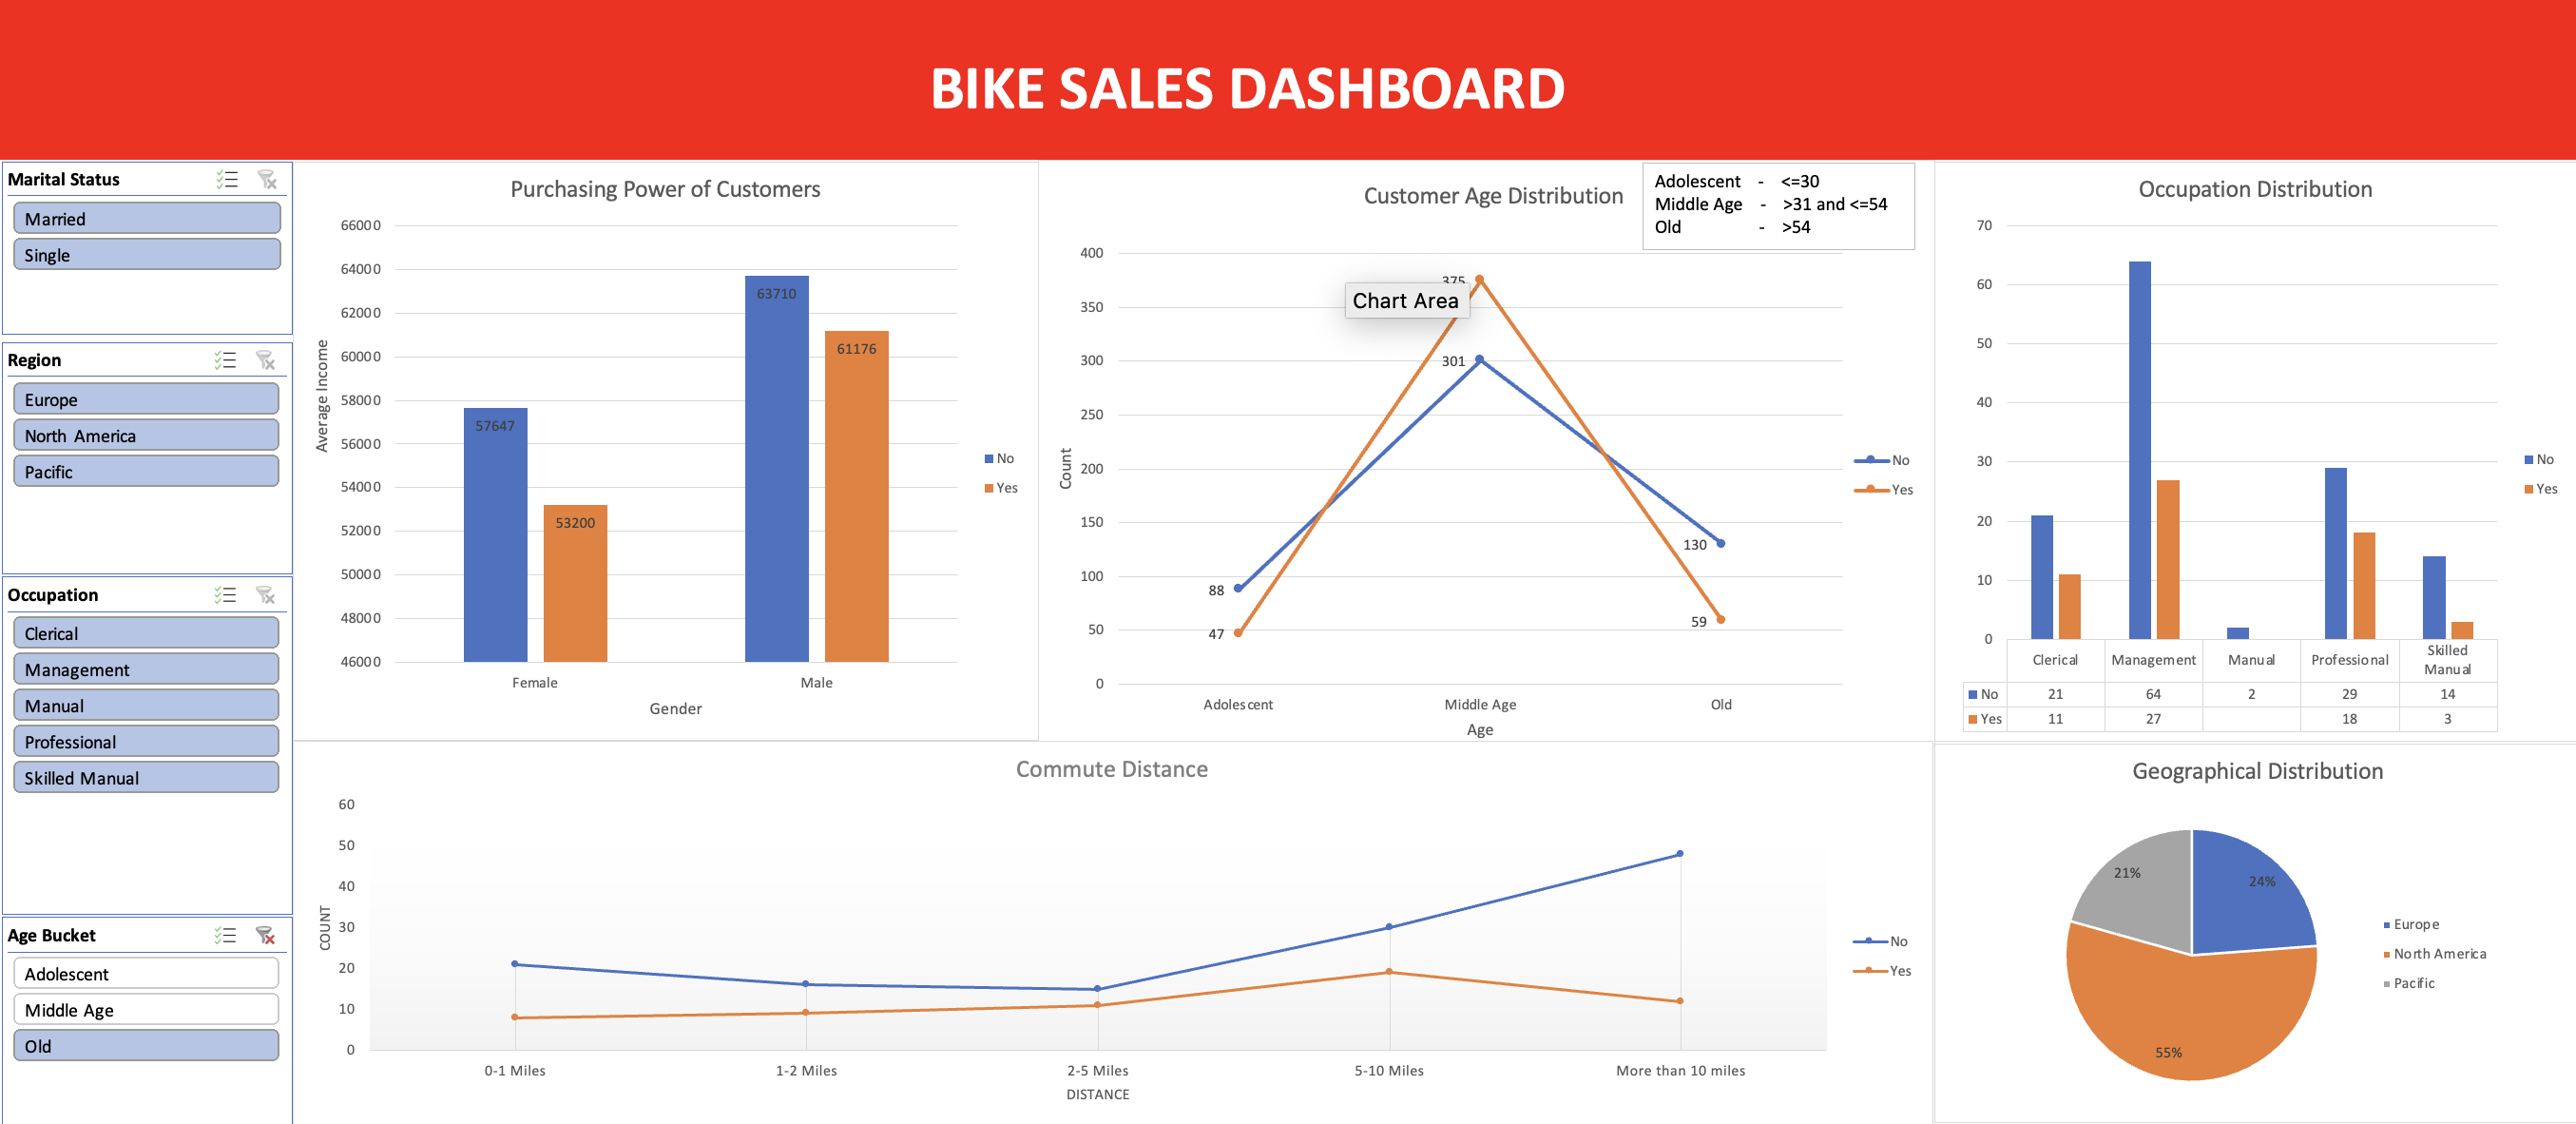 BIKE SALES DASHBOARD
Marital Status
Married
Single
Region
Europe
North America
Pacific
Occupation
Clerical
Management
Manual
Professional
Skilled Manual
Age Bucket
Adolescent
Middle Age
Old
Purchasing Power of Customers
66000
64000
62000
60000
58000
56000
54000
52000
50000
48000
46000
Average Income
57647
53200
63710
61176
Female
Male
Gender
No
Yes
Customer Age Distribution
Adolescent - <=30
Middle Age - >31 and <=54
Old - >54
400
350
300
250
200
150
100
50
0
Count
375
Chart Area
301
130
88
59
47
Adolescent
Middle Age
Old
Age
No
Yes
Occupation Distribution
70
60
50
40
30
20
10
0
Clerical
Management
Manual
Professional
Skilled
Manual
No 21 64 2 29 14
Yes 11 27 18 3
No
Yes
Commute Distance
60
50
40
30
20
10
0
COUNT
0-1 Miles
1-2 Miles
2-5 Miles
5-10 Miles
More than 10 miles
DISTANCE
No
Yes
Geographical Distribution
21%
24%
55%
Europe
North America
Pacific